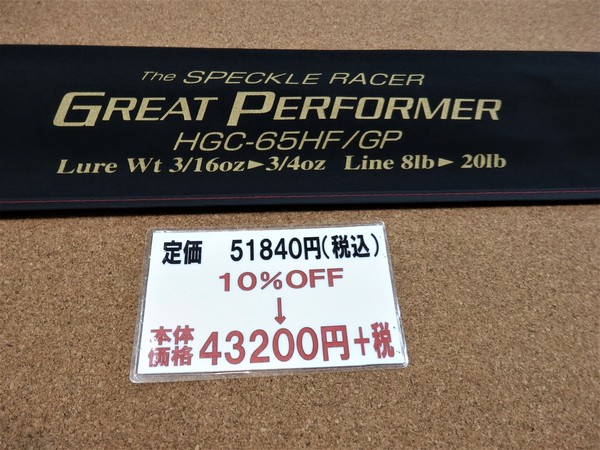 The SPECKLE RACER
GREAT PERFORMER
HGC-65HF/GP
Lure Wt 3/16oz►3/4oz Line 8lb► 20lb
定価 51840円(税込)
10%OFF
↓
本体価格 43200円+税